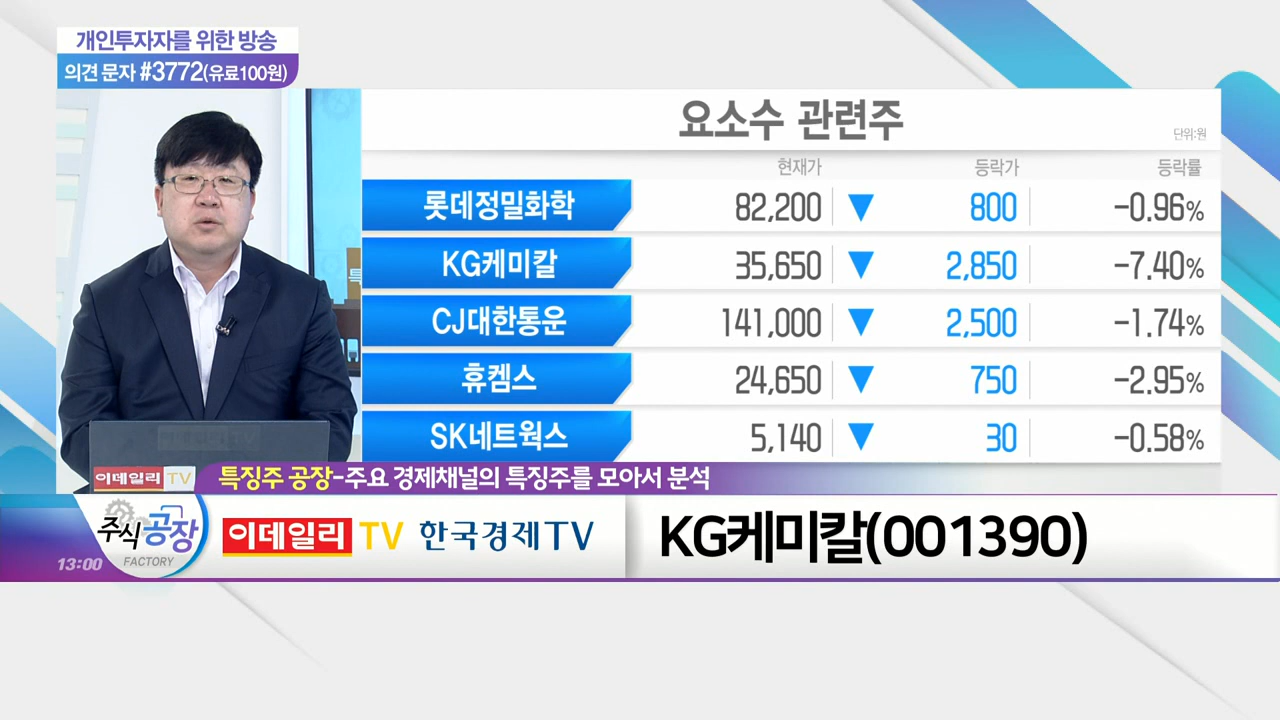 개인투자자를 위한 방송
의견 문자 #3772(유료100원)
요소수 관련주
단위:원
현재가 등락가 등락률
롯데정밀화학 82,200 ▼ 800 -0.96%
KG케미칼 35,650 ▼ 2,850 -7.40%
CJ대한통운 141,000 ▼ 2,500 -1.74%
휴켐스 24,650 ▼ 750 -2.95%
SK네트웍스 5,140 ▼ 30 -0.58%
이데일리 TV 특징주 공장-주요 경제채널의 특징주를 모아서 분석
주식공장
FACTORY
13:00
이데일리 TV 한국경제TV KG케미칼(001390)